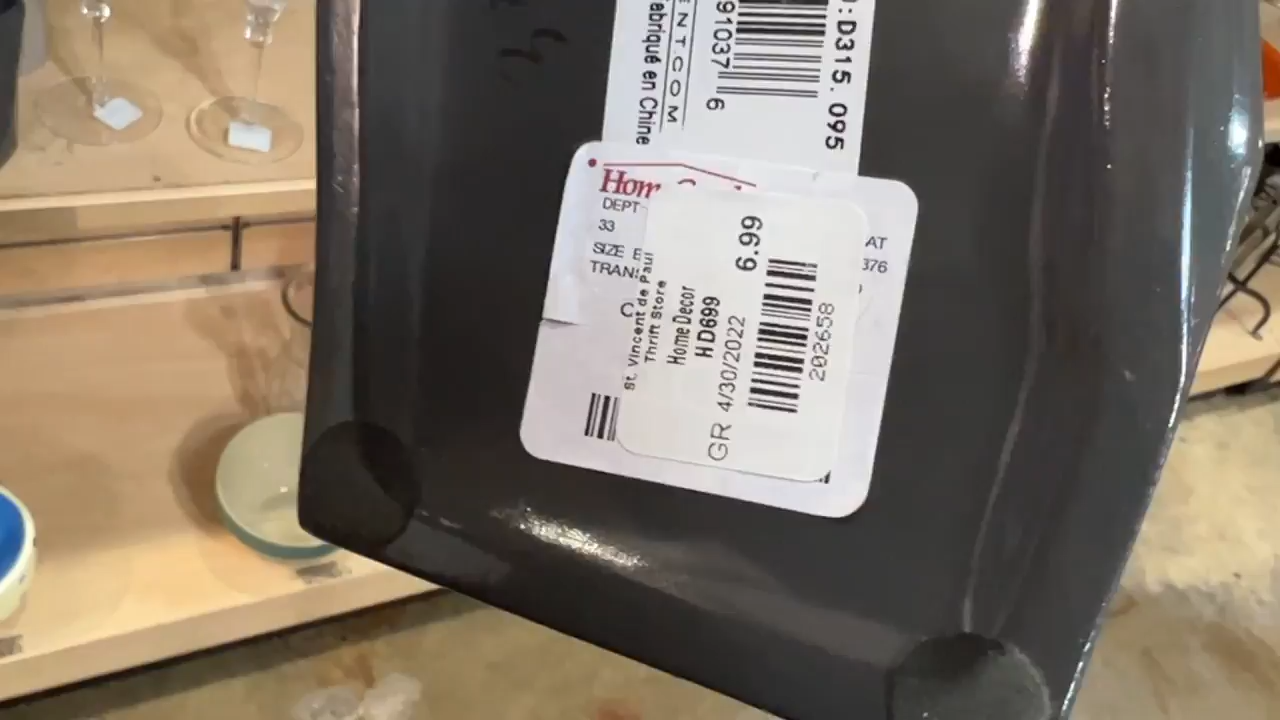 abriqué en Chine
ENT.COM
91037 6
:D315.095
Hom
DEPT
33
SIZE
TRANS
C
AT
376
St. Vincent de Paul
Thrift Store
Home Decor
HD699
GR 4/30/2022
6.99
202658